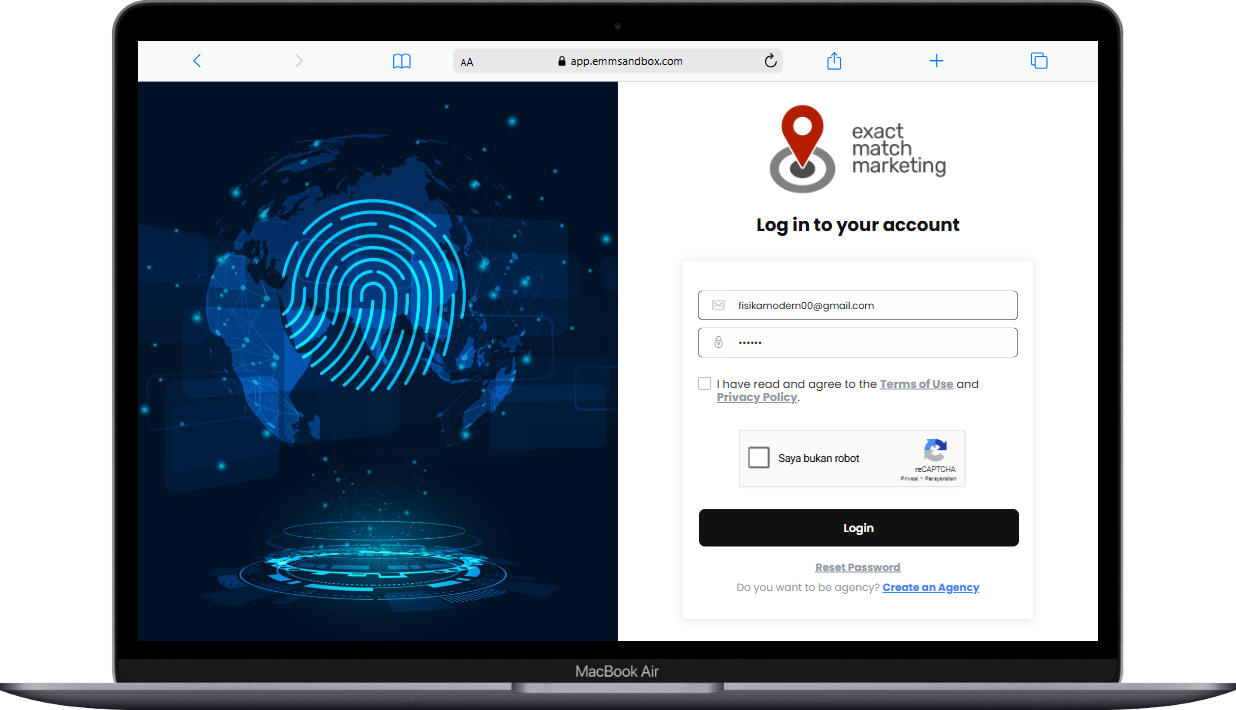 AA
app.emmsandbox.com
exact
match
marketing
Log in to your account
fisikamodern00@gmail.com
••••••
I have read and agree to the Terms of Use and
Privacy Policy.
Saya bukan robot
reCAPTCHA
Privasi • Persyaratan
Login
Reset Password
Do you want to be agency? Create an Agency
MacBook Air